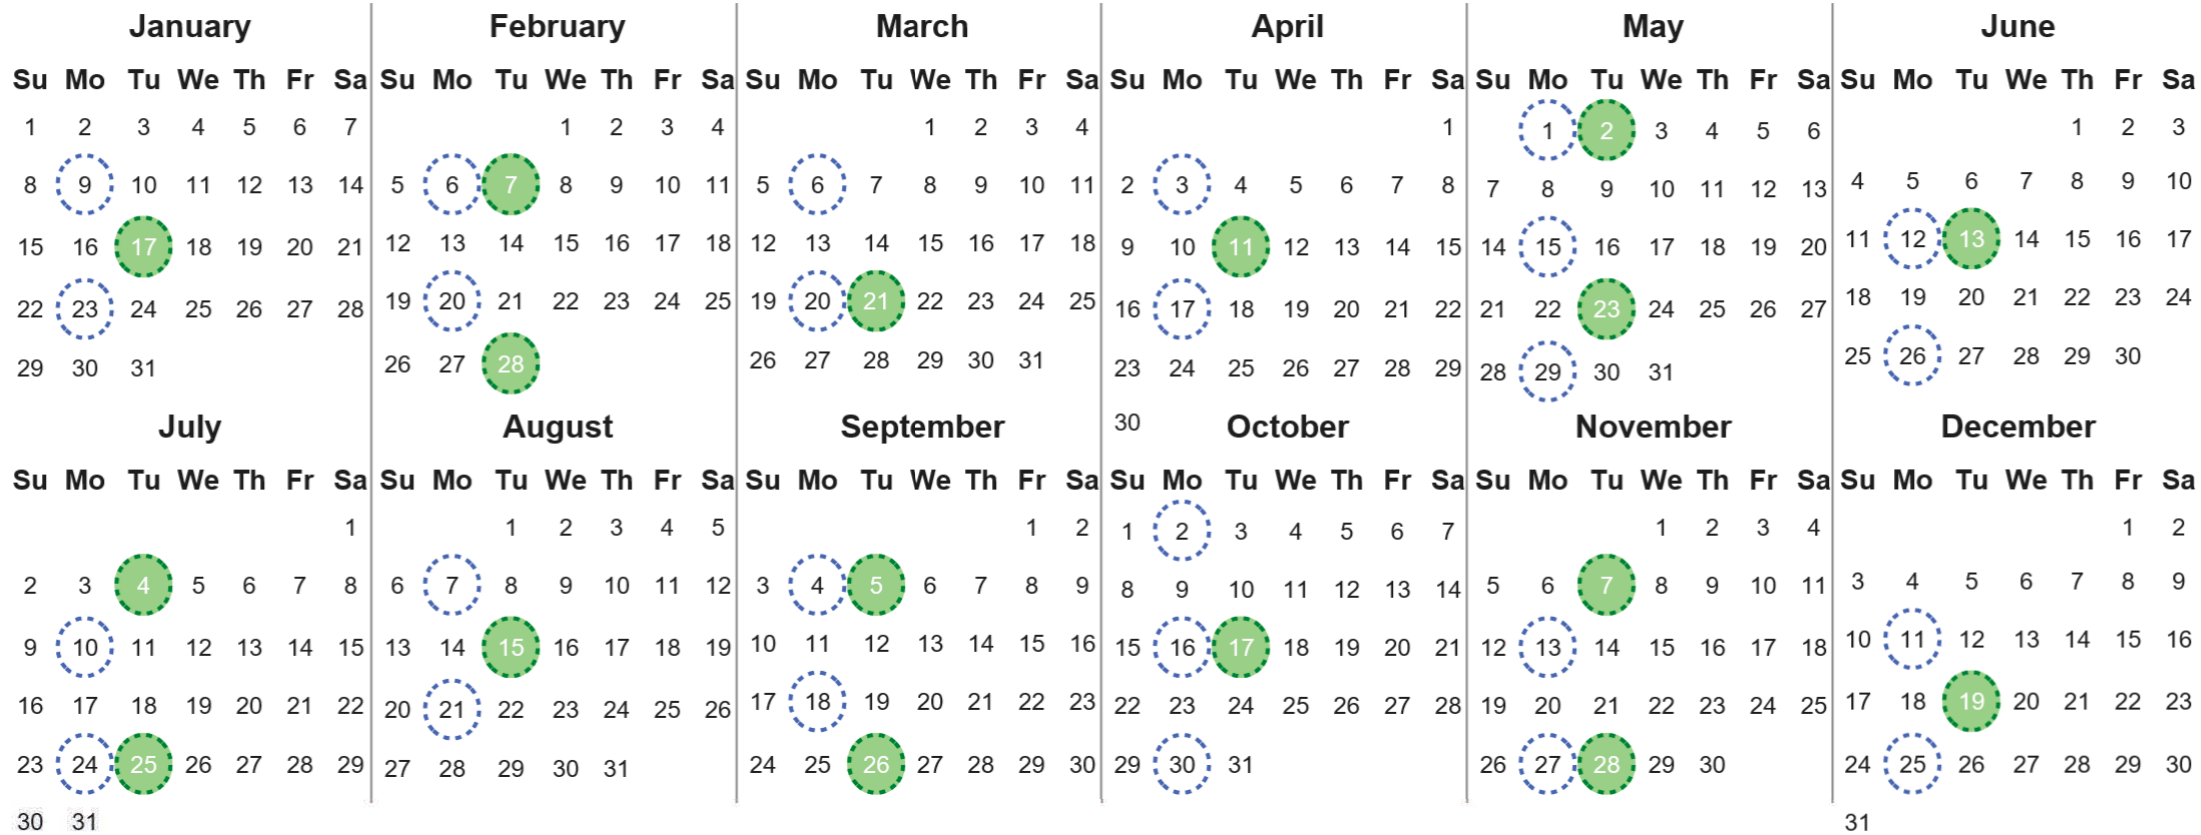 January February March April May June
Su Mo Tu We Th Fr Sa Su Mo Tu We Th Fr Sa Su Mo Tu We Th Fr Sa Su Mo Tu We Th Fr Sa Su Mo Tu We Th Fr Sa Su Mo Tu We Th Fr Sa
1 2 3 4 5 6 7 1 2 3 4 1 2 3 4 1 1 2 3 4 5 6 1 2 3
8 9 10 11 12 13 14 5 6 7 8 9 10 11 5 6 7 8 9 10 11 2 3 4 5 6 7 8 7 8 9 10 11 12 13 4 5 6 7 8 9 10
15 16 17 18 19 20 21 12 13 14 15 16 17 18 12 13 14 15 16 17 18 9 10 11 12 13 14 15 14 15 16 17 18 19 20 11 12 13 14 15 16 17
22 23 24 25 26 27 28 19 20 21 22 23 24 25 19 20 21 22 23 24 25 16 17 18 19 20 21 22 21 22 23 24 25 26 27 18 19 20 21 22 23 24
29 30 31 26 27 28 26 27 28 29 30 31 23 24 25 26 27 28 29 28 29 30 31 25 26 27 28 29 30
30
July August September October November December
Su Mo Tu We Th Fr Sa Su Mo Tu We Th Fr Sa Su Mo Tu We Th Fr Sa Su Mo Tu We Th Fr Sa Su Mo Tu We Th Fr Sa Su Mo Tu We Th Fr Sa
1 1 2 3 4 5 1 2 1 2 3 4 5 6 7 1 2 3 4 1 2
2 3 4 5 6 7 8 6 7 8 9 10 11 12 3 4 5 6 7 8 9 8 9 10 11 12 13 14 5 6 7 8 9 10 11 3 4 5 6 7 8 9
9 10 11 12 13 14 15 13 14 15 16 17 18 19 10 11 12 13 14 15 16 15 16 17 18 19 20 21 12 13 14 15 16 17 18 10 11 12 13 14 15 16
16 17 18 19 20 21 22 20 21 22 23 24 25 26 17 18 19 20 21 22 23 22 23 24 25 26 27 28 19 20 21 22 23 24 25 17 18 19 20 21 22 23
23 24 25 26 27 28 29 27 28 29 30 31 24 25 26 27 28 29 30 29 30 31 26 27 28 29 30 24 25 26 27 28 29 30
30 31 31